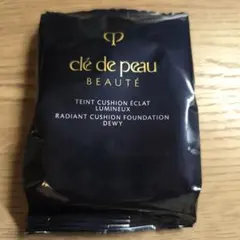 clé de peau
BEAUTÉ
TEINT CUSHION ÉCLAT
LUMINEUX
RADIANT CUSHION FOUNDATION
DEWY